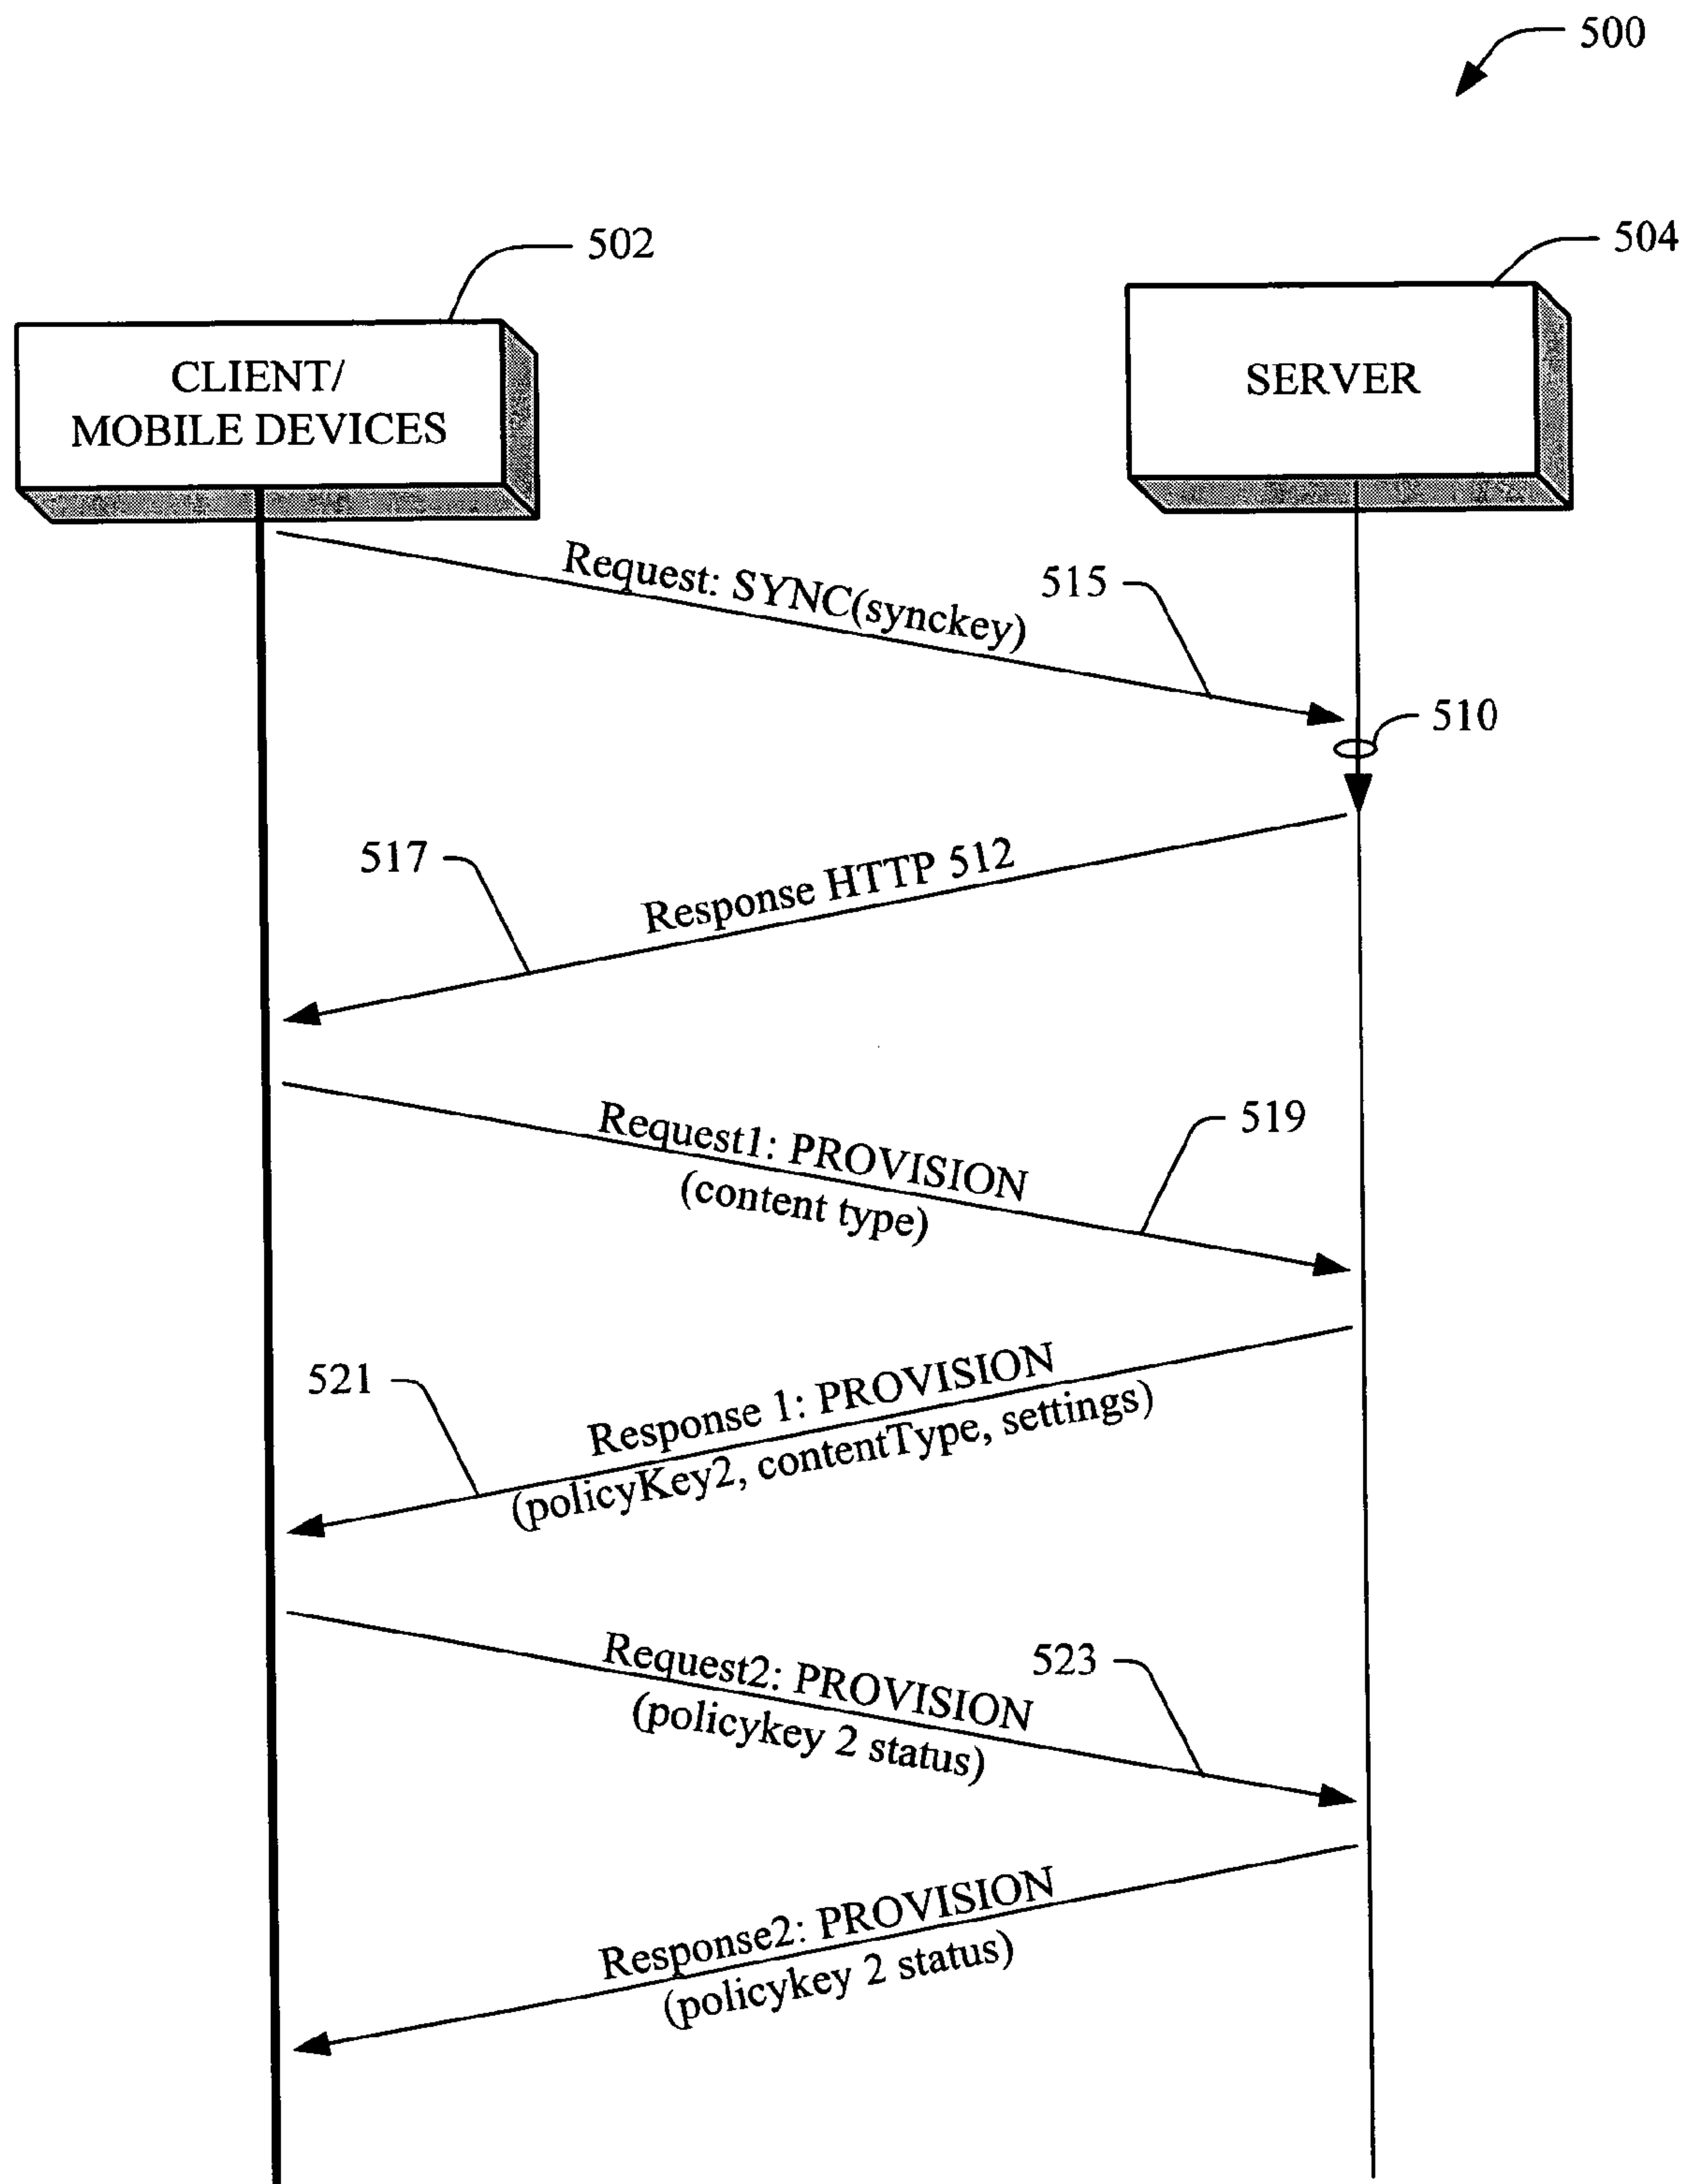 500
502
504
CLIENT/
MOBILE DEVICES
SERVER
Request: SYNC(synckey)
515
510
517
Response HTTP 512
Request1: PROVISION
(content type)
519
521
Response 1: PROVISION
(policyKey2, contentType, settings)
Request2: PROVISION
(policykey 2 status)
523
Response2: PROVISION
(policykey 2 status)